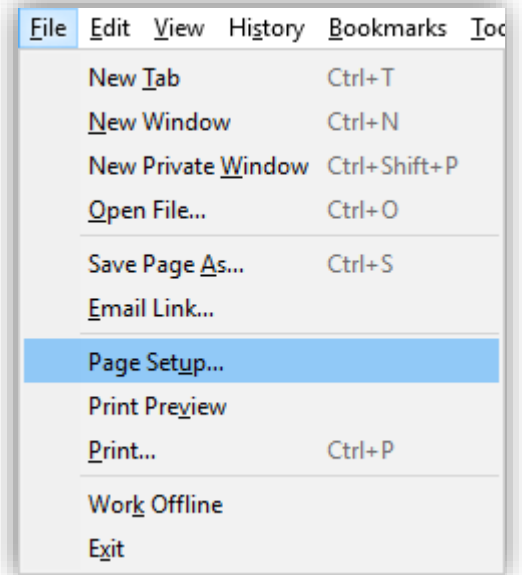 File Edit View History Bookmarks
New Tab Ctrl+T
New Window Ctrl+N
New Private Window Ctrl+Shift+P
Open File... Ctrl+O
Save Page As... Ctrl+S
Email Link...
Page Setup...
Print Preview
Print... Ctrl+P
Work Offline
Exit